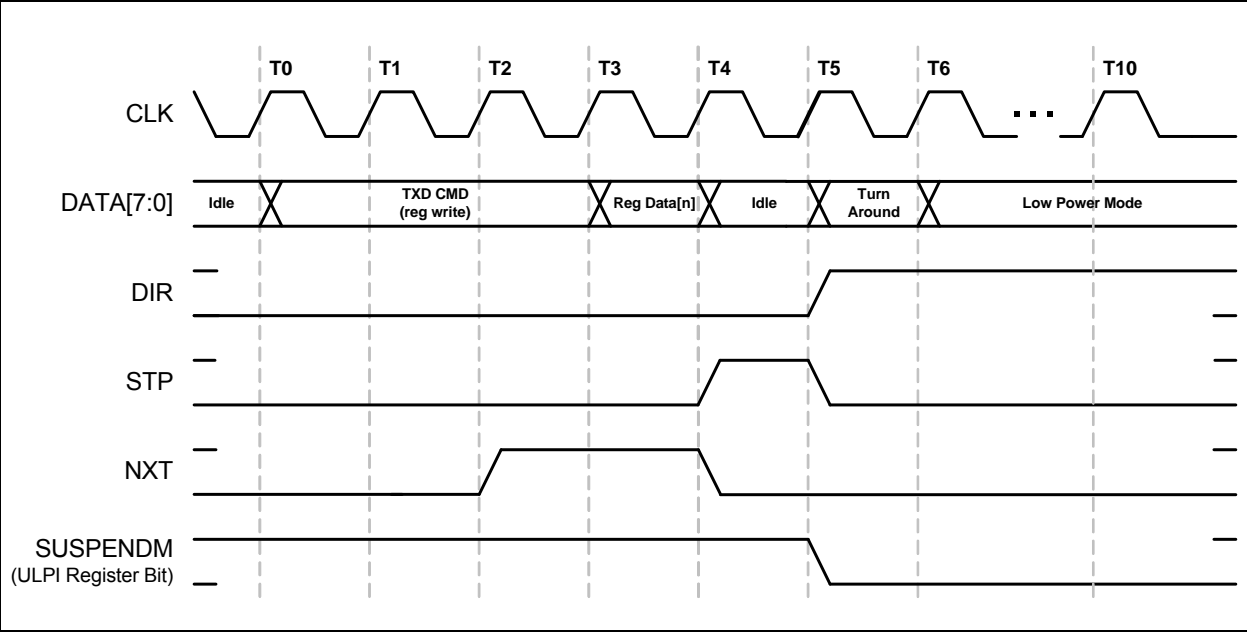 T0 T1 T2 T3 T4 T5 T6 T10
CLK
...
DATA[7:0]
Idle
TXD CMD
(reg write)
Reg Data[n]
Idle
Turn
Around
Low Power Mode
DIR
STP
NXT
SUSPENDM
(ULPI Register Bit)